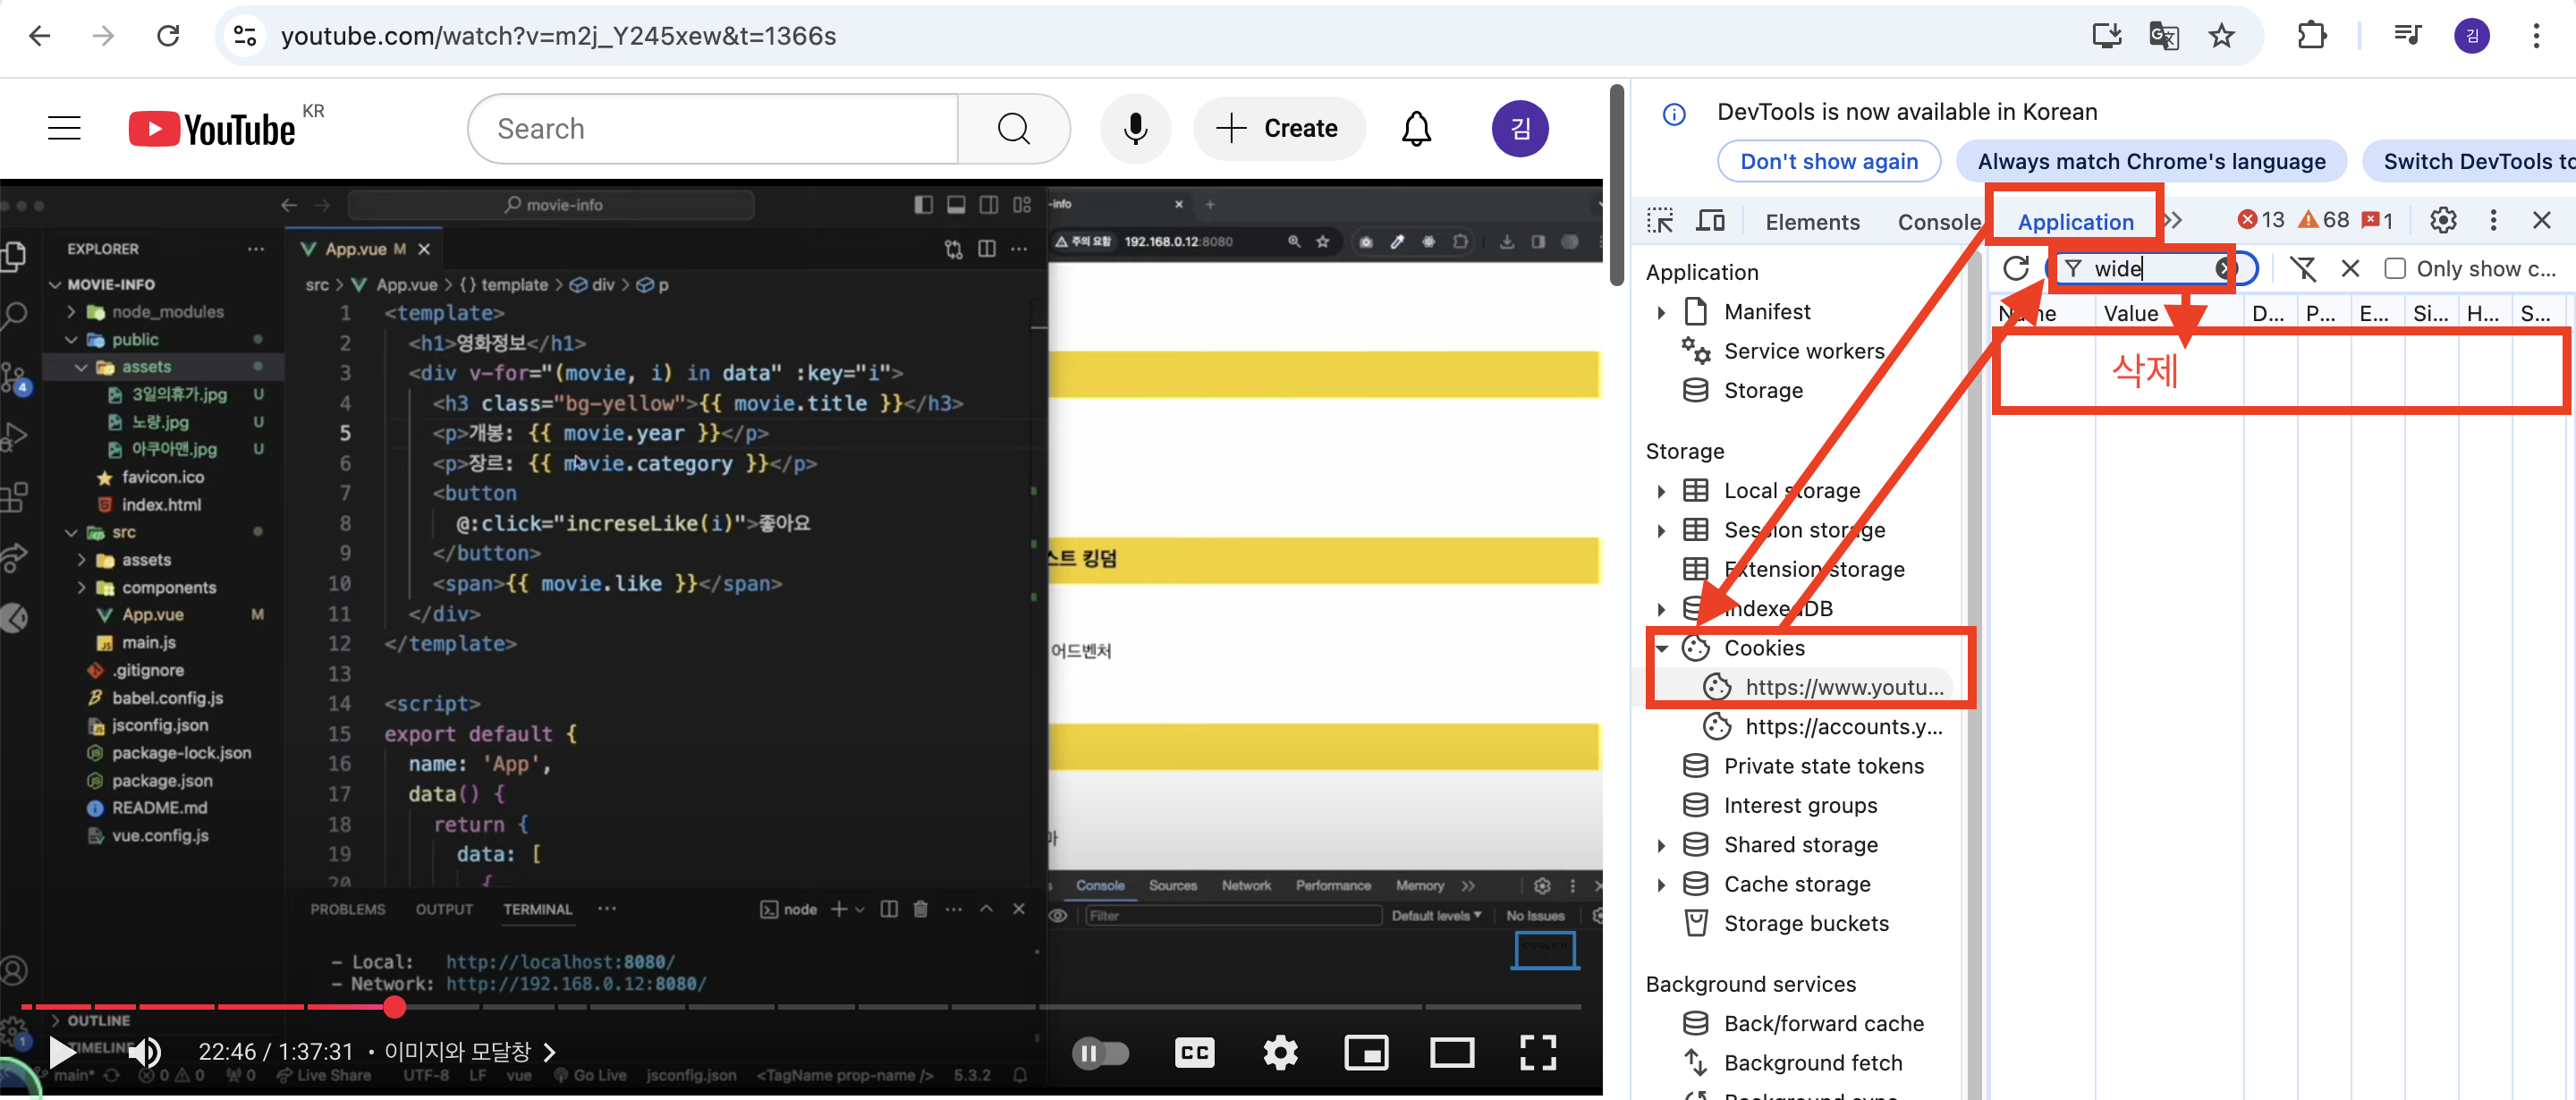 youtube.com/watch?v=m2j_Y245xew&t=1366s
김
YouTube KR
Search
Create
김
movie-info
EXPLORER
MOVIE-INFO
node_modules
public
assets
3일의휴가.jpg U
노량.jpg U
아쿠아맨.jpg U
favicon.ico
index.html
src
assets
components
App.vue M
main.js
.gitignore
babel.config.js
jsconfig.json
package-lock.json
package.json
README.md
vue.config.js
OUTLINE
TIMELINE
4
1
App.vue M
src > App.vue > {} template > div > p
1 <template>
2 <h1>영화정보</h1>
3 <div v-for="(movie, i) in data" :key="i">
4 <h3 class="bg-yellow">{{ movie.title }}</h3>
5 <p>개봉: {{ movie.year }}</p>
6 <p>장르: {{ movie.category }}</p>
7 <button
8 @:click="increseLike(i)">좋아요
9 </button>
10 <span>{{ movie.like }}</span>
11 </div>
12 </template>
13
14 <script>
15 export default {
16 name: 'App',
17 data() {
18 return {
19 data: [
20 {
PROBLEMS OUTPUT TERMINAL ···
node
- Local: http://localhost:8080/
- Network: http://192.168.0.12:8080/
-info
주의 요함 192.168.0.12:8080
스트 킹덤
어드벤처
마
Console Sources Network Performance Memory
Filter
Default levels
No Issues
22:46 / 1:37:31 • 이미지와 모달창
CC
main* 0 0 0 Live Share UTF-8 LF vue Go Live jsconfig.json <TagName prop-name /> 5.3.2
DevTools is now available in Korean
Don't show again
Always match Chrome's language
Switch DevTools to
Elements Console Application 13 68 1
wide
Only show c...
Name Value D... P... E... Si... H... S...
삭제
Application
Manifest
Service workers
Storage
Storage
Local storage
Session storage
Extension storage
IndexedDB
Cookies
https://www.youtu...
https://accounts.y...
Private state tokens
Interest groups
Shared storage
Cache storage
Storage buckets
Background services
Back/forward cache
Background fetch
Background sync